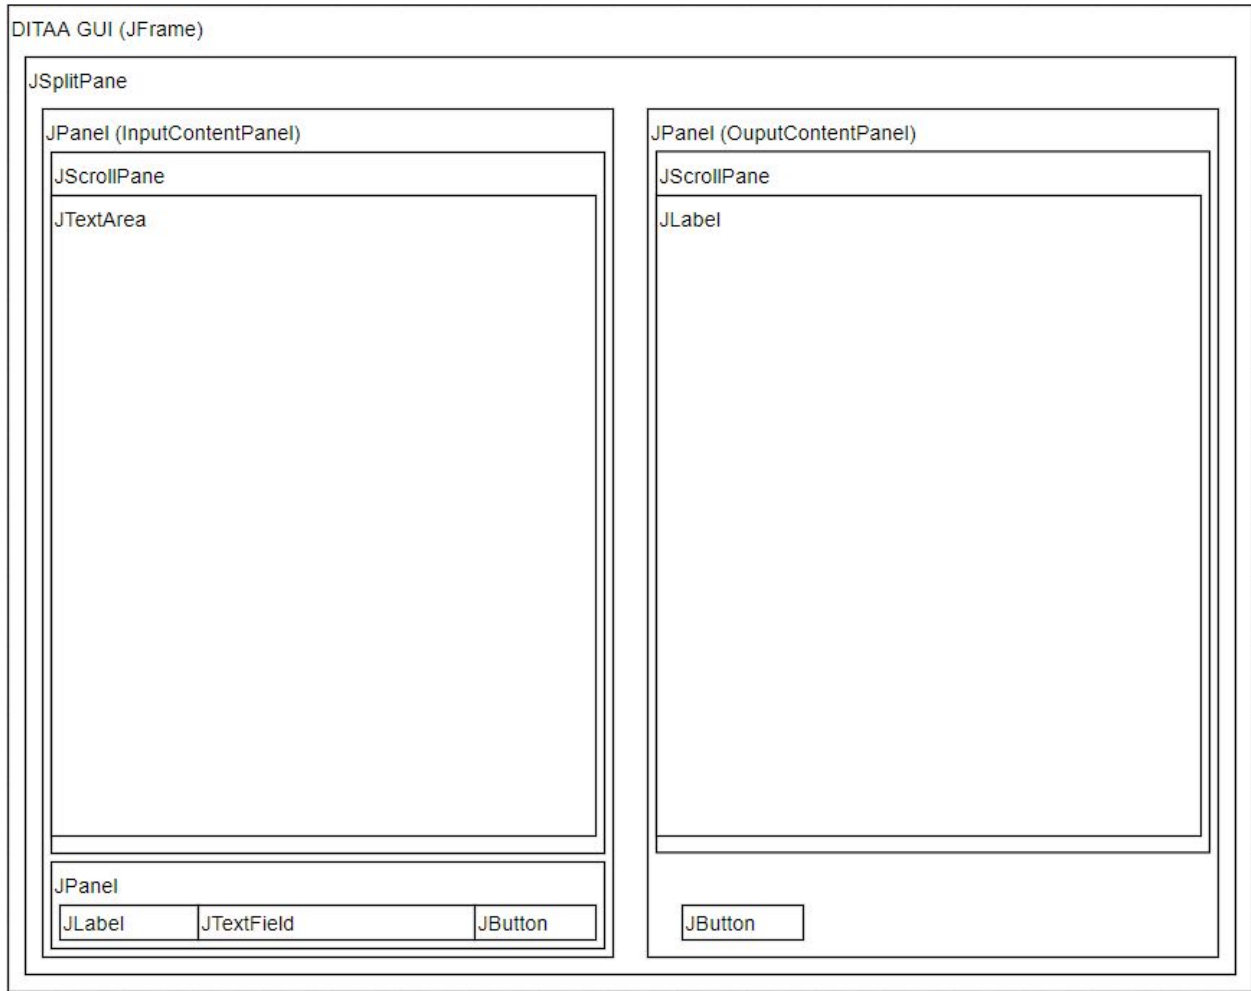 DITAA GUI (JFrame)
JSplitPane
JPanel (InputContentPanel)
JScrollPane
JTextArea
JPanel
JLabel
JTextField
JButton
JPanel (OuputContentPanel)
JScrollPane
JLabel
JButton